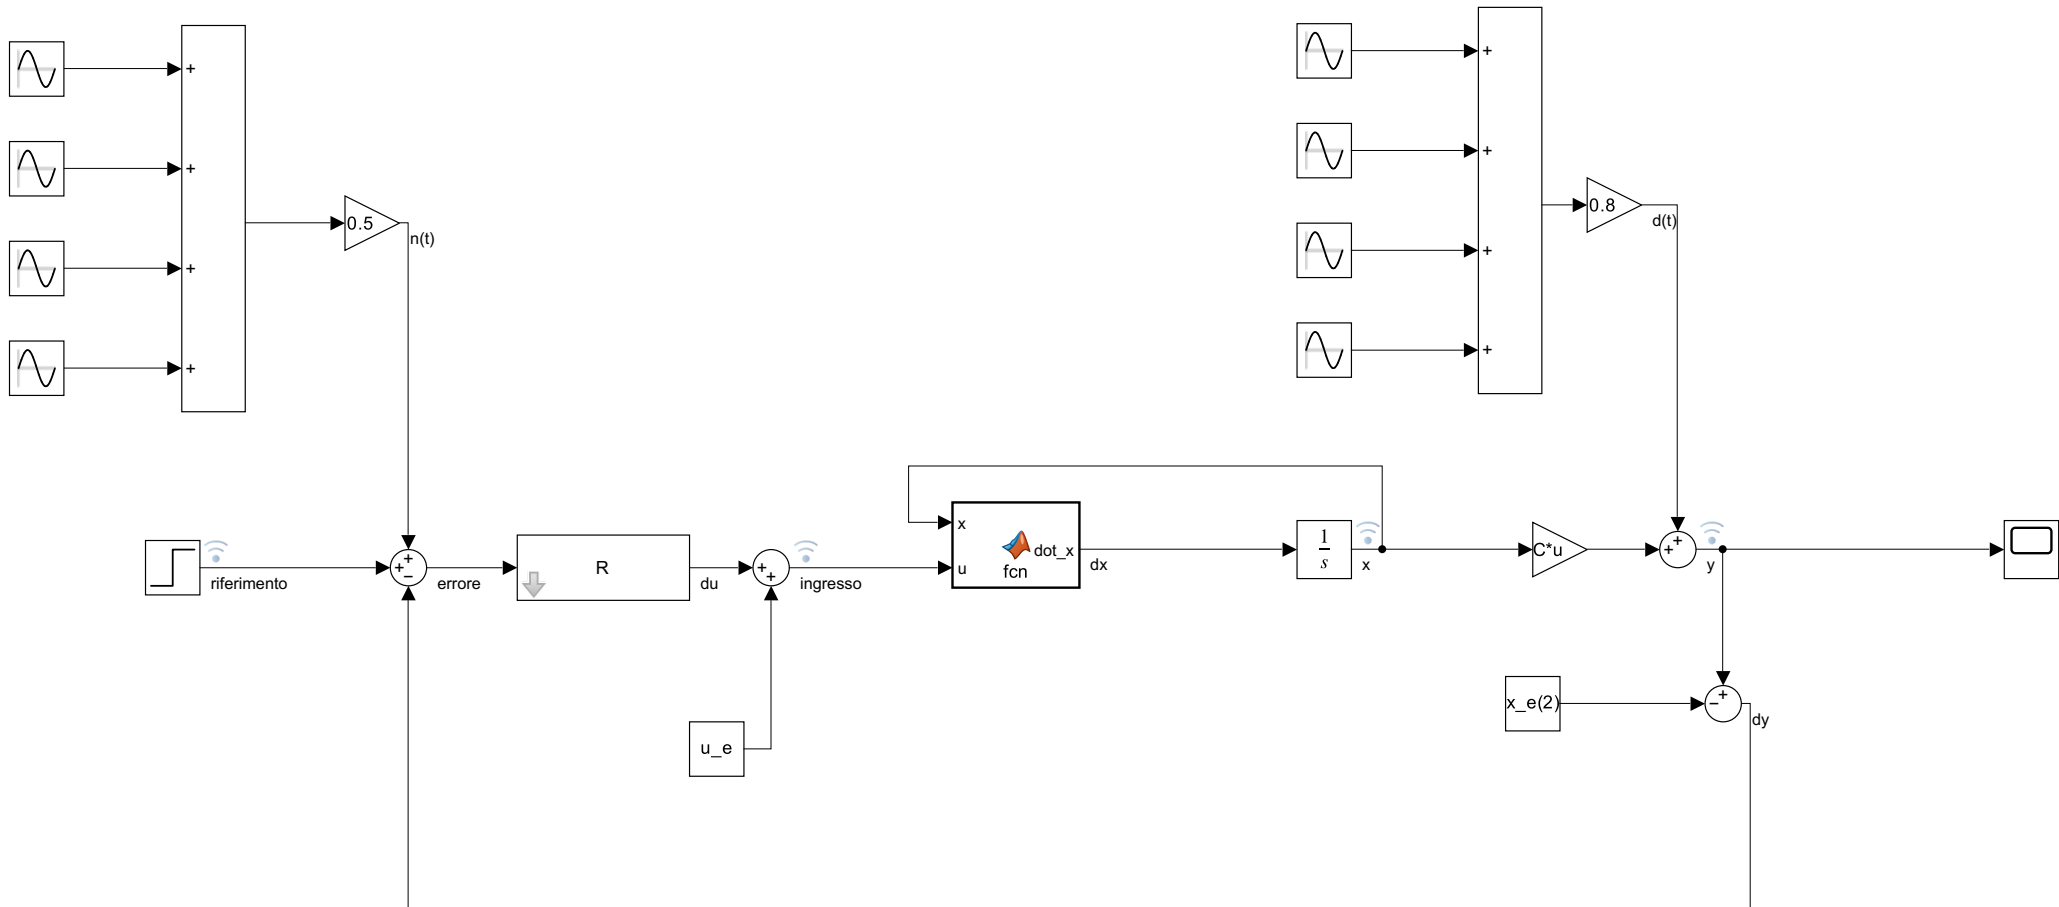 +
+
+
+
0.5
n(t)
+
+
+
+
0.8
d(t)
riferimento
+
+
−
errore
R
du
+
+
ingresso
x
u
fcn
dot_x
dx
1
s
x
C*u
+
+
y
u_e
x_e(2)
−
+
dy